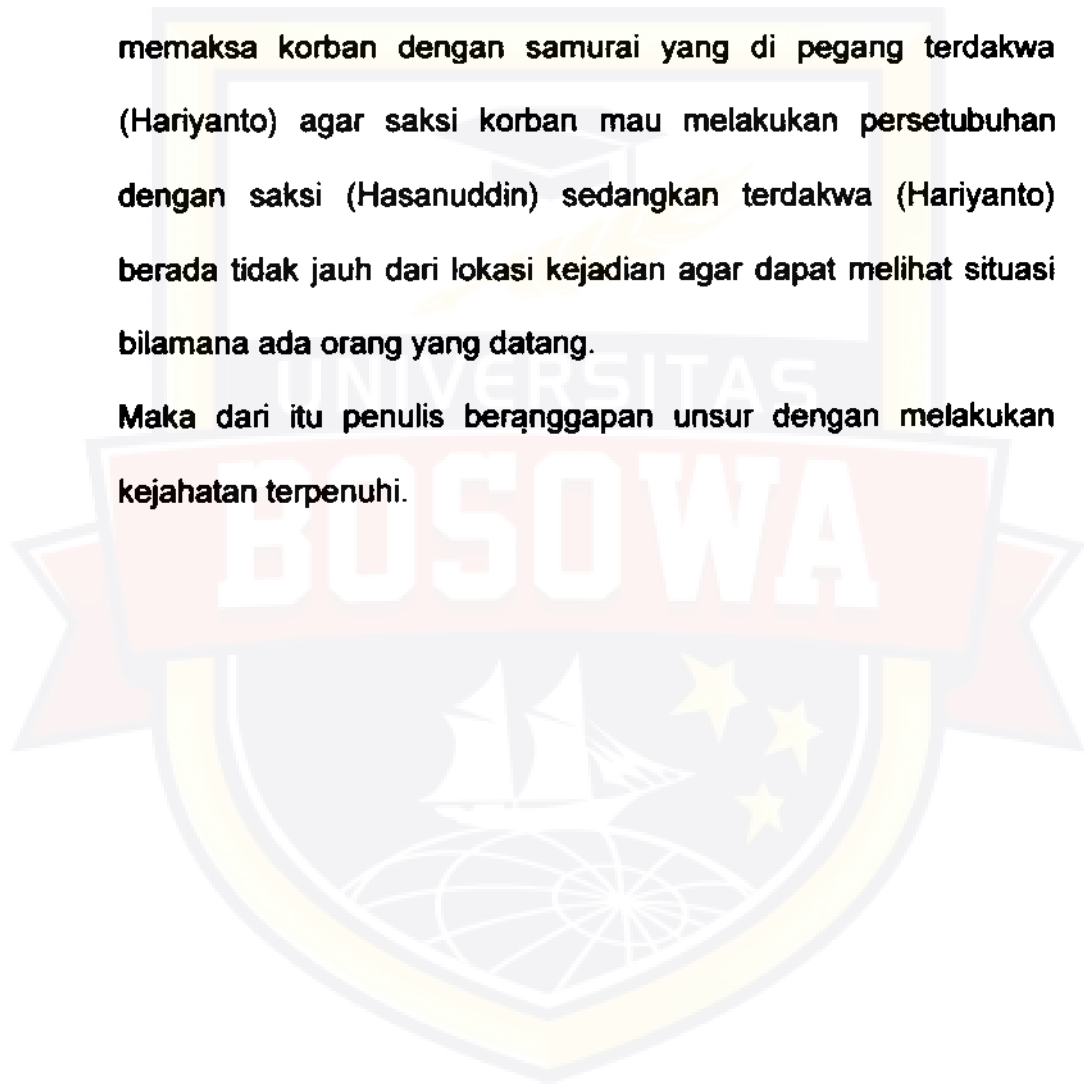 memaksa korban dengan samurai yang di pegang terdakwa
(Hariyanto) agar saksi korban mau melakukan persetubuhan
dengan saksi (Hasanuddin) sedangkan terdakwa (Hariyanto)
berada tidak jauh dari lokasi kejadian agar dapat melihat situasi
bilamana ada orang yang datang.
UNIVERSITAS
Maka dari itu penulis beranggapan unsur dengan melakukan
kejahatan terpenuhi.
BOSOWA